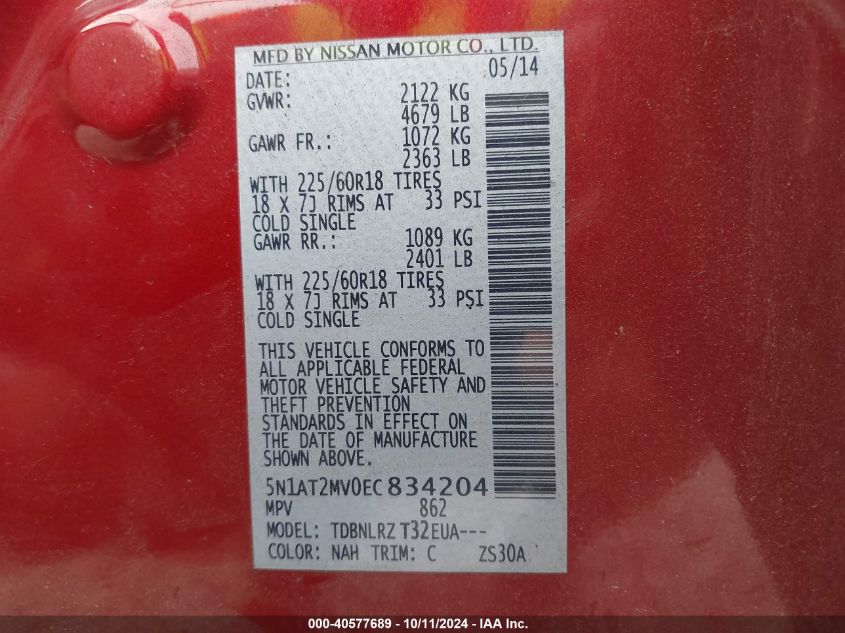 MFD BY NISSAN MOTOR CO., LTD.
DATE: 05/14
GVWR: 2122 KG
4679 LB
GAWR FR.: 1072 KG
2363 LB
WITH 225/60R18 TIRES
18 X 7J RIMS AT 33 PSI
COLD SINGLE
GAWR RR.: 1089 KG
2401 LB
WITH 225/60R18 TIRES
18 X 7J RIMS AT 33 PSI
COLD SINGLE
THIS VEHICLE CONFORMS TO
ALL APPLICABLE FEDERAL
MOTOR VEHICLE SAFETY AND
THEFT PREVENTION
STANDARDS IN EFFECT ON
THE DATE OF MANUFACTURE
SHOWN ABOVE.
5N1AT2MV0EC834204
MPV 862
MODEL: TDBNLRZ T32EUA---
COLOR: NAH TRIM: C ZS30A
000-40577689 - 10/11/2024 - IAA Inc.